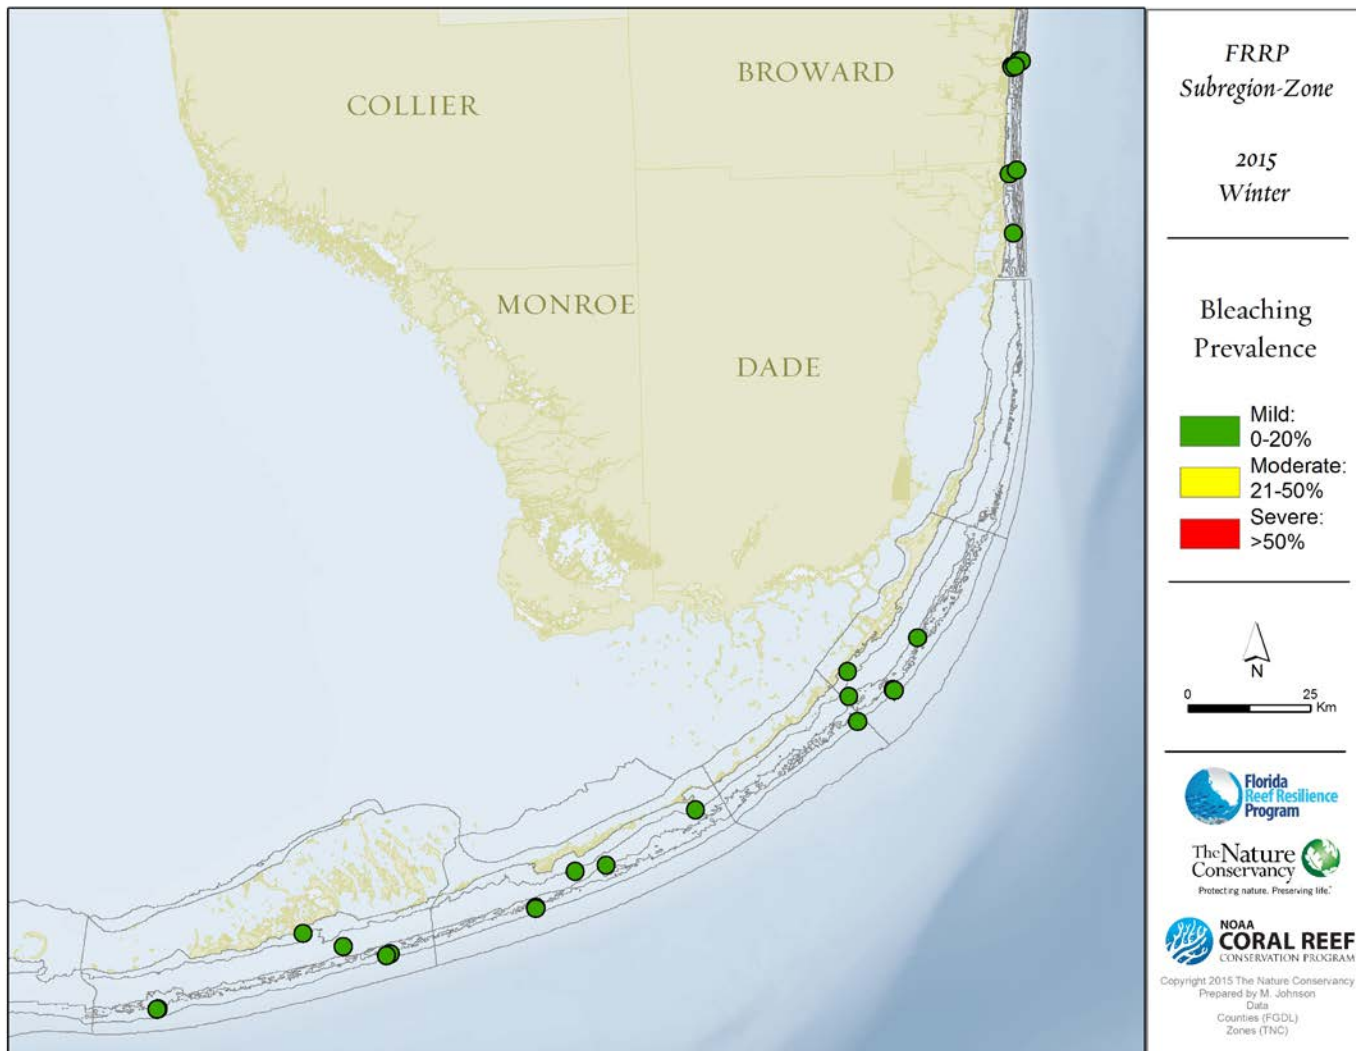 COLLIER
BROWARD
MONROE
DADE
FRRP
Subregion-Zone
2015
Winter
Bleaching
Prevalence
Mild:
0-20%
Moderate:
21-50%
Severe:
>50%
N
0 25
Km
Florida
Reef Resilience
Program
The Nature
Conservancy
Protecting nature. Preserving life.
NOAA
CORAL REEF
CONSERVATION PROGRAM
Copyright 2015 The Nature Conservancy
Prepared by M. Johnson
Data
Counties (FGDL)
Zones (TNC)